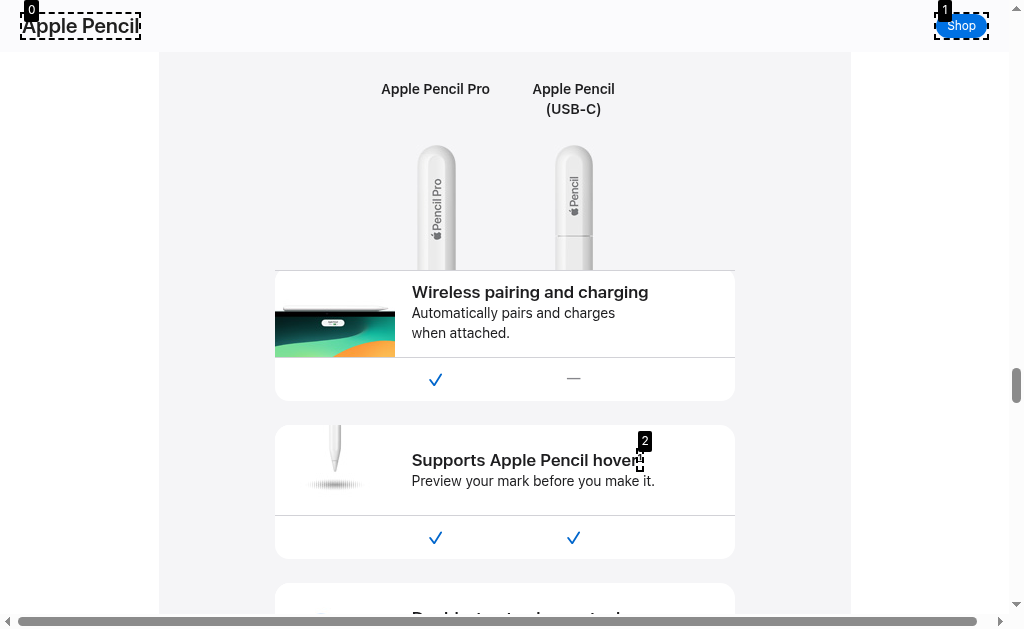 0
Apple Pencil
1
Shop
Apple Pencil Pro
Apple Pencil
(USB-C)
Pencil Pro
Pencil
Wireless pairing and charging
Automatically pairs and charges
when attached.
2
Supports Apple Pencil hover
Preview your mark before you make it.